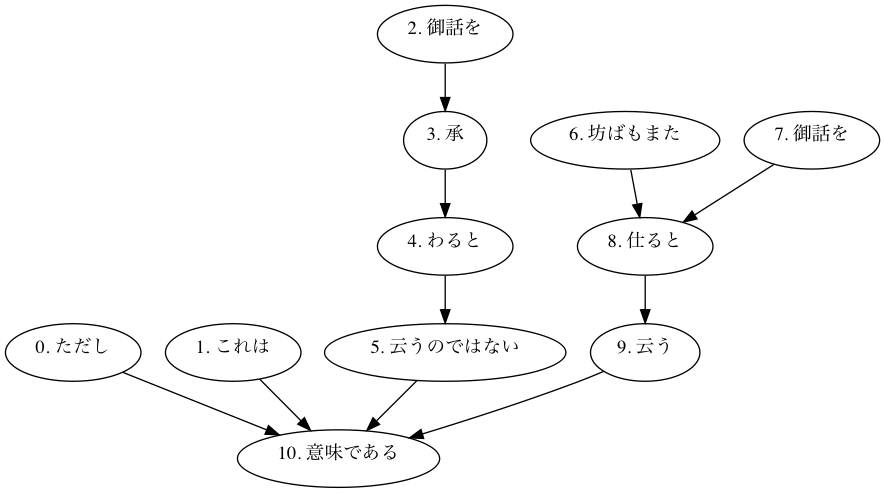 2. 御話を
3. 承
6. 坊ばもまた
7. 御話を
4. わると
8. 仕ると
0. ただし
1. これは
5. 云うのではない
9. 云う
10. 意味である